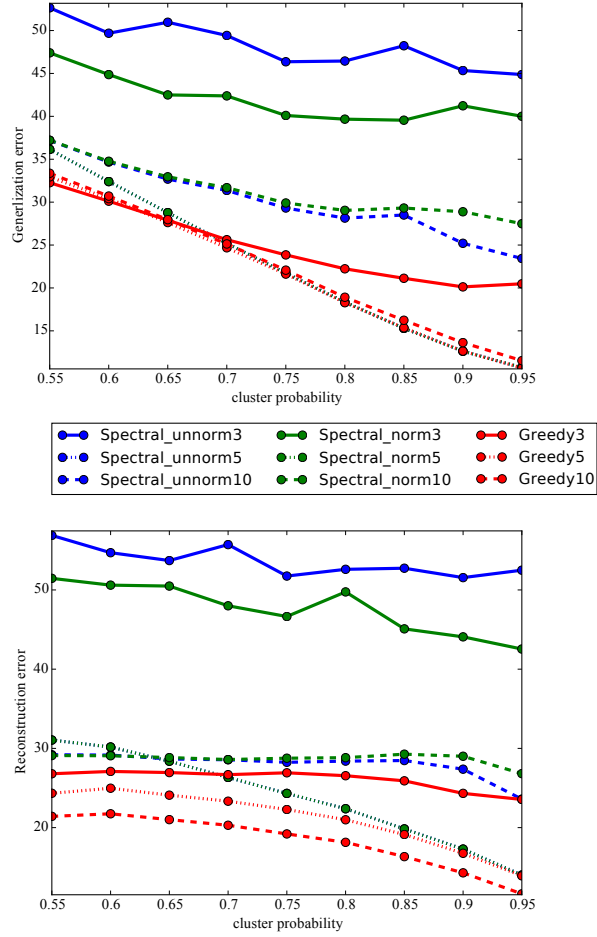 50
45
40
35
30
25
20
15
Generlization error
0.55 0.6 0.65 0.7 0.75 0.8 0.85 0.9 0.95
cluster probability
Spectral_unnorm3 Spectral_norm3 Greedy3
Spectral_unnorm5 Spectral_norm5 Greedy5
Spectral_unnorm10 Spectral_norm10 Greedy10
50
40
30
20
Reconstruction error
0.55 0.6 0.65 0.7 0.75 0.8 0.85 0.9 0.95
cluster probability